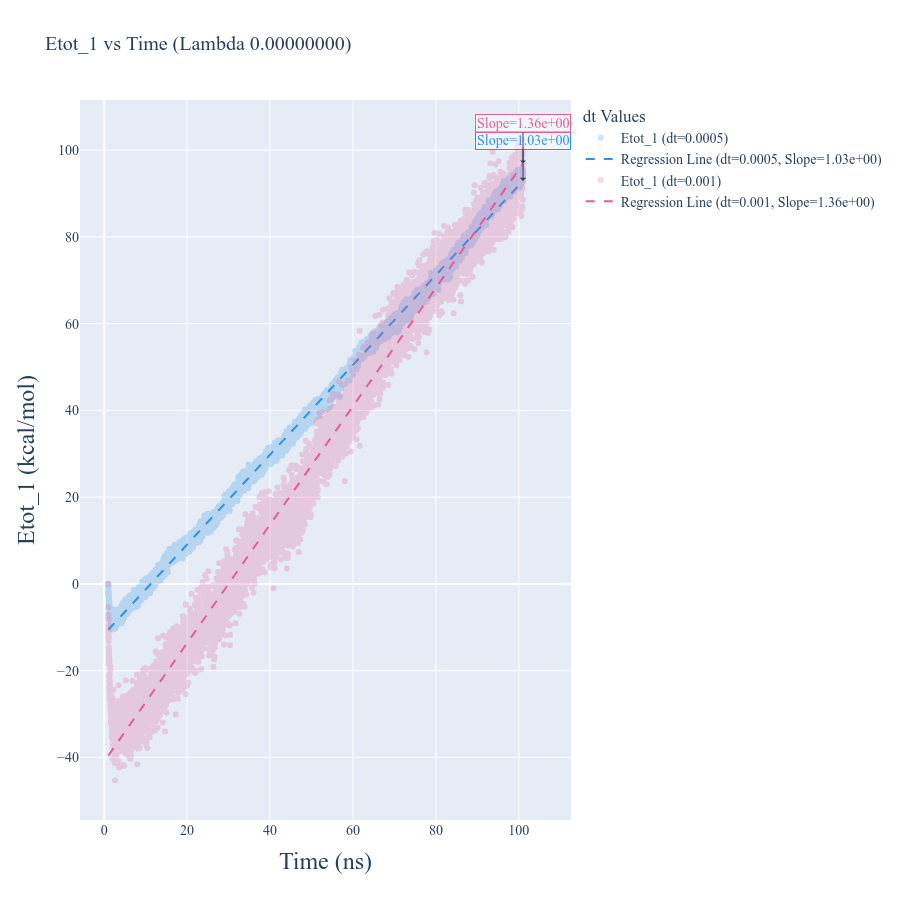 Etot_1 vs Time (Lambda 0.00000000)
dt Values
Etot_1 (dt=0.0005)
Regression Line (dt=0.0005, Slope=1.03e+00)
Etot_1 (dt=0.001)
Regression Line (dt=0.001, Slope=1.36e+00)
Slope=1.36e+00
Slope=1.03e+00
100
80
60
40
20
0
−20
−40
Etot_1 (kcal/mol)
0 20 40 60 80 100
Time (ns)